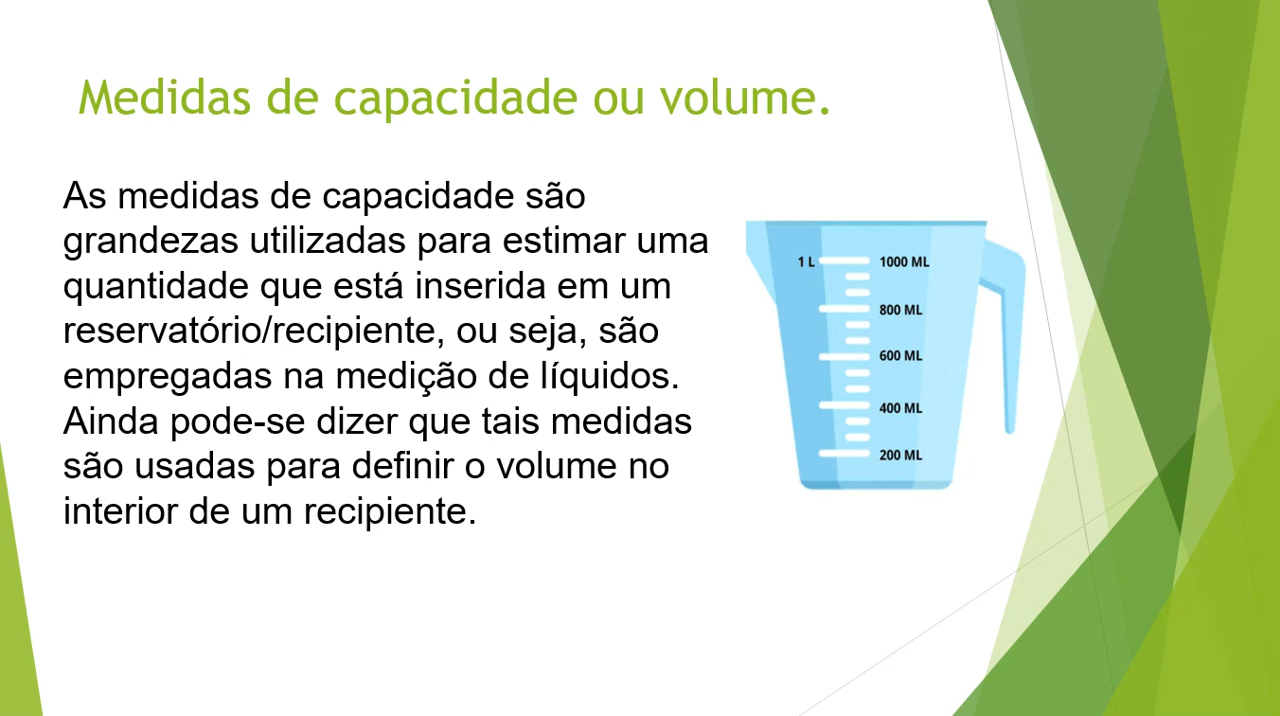 Medidas de capacidade ou volume.
As medidas de capacidade são
grandezas utilizadas para estimar uma
quantidade que está inserida em um
reservatório/recipiente, ou seja, são
empregadas na medição de líquidos.
Ainda pode-se dizer que tais medidas
são usadas para definir o volume no
interior de um recipiente.
1 L 1000 ML
800 ML
600 ML
400 ML
200 ML